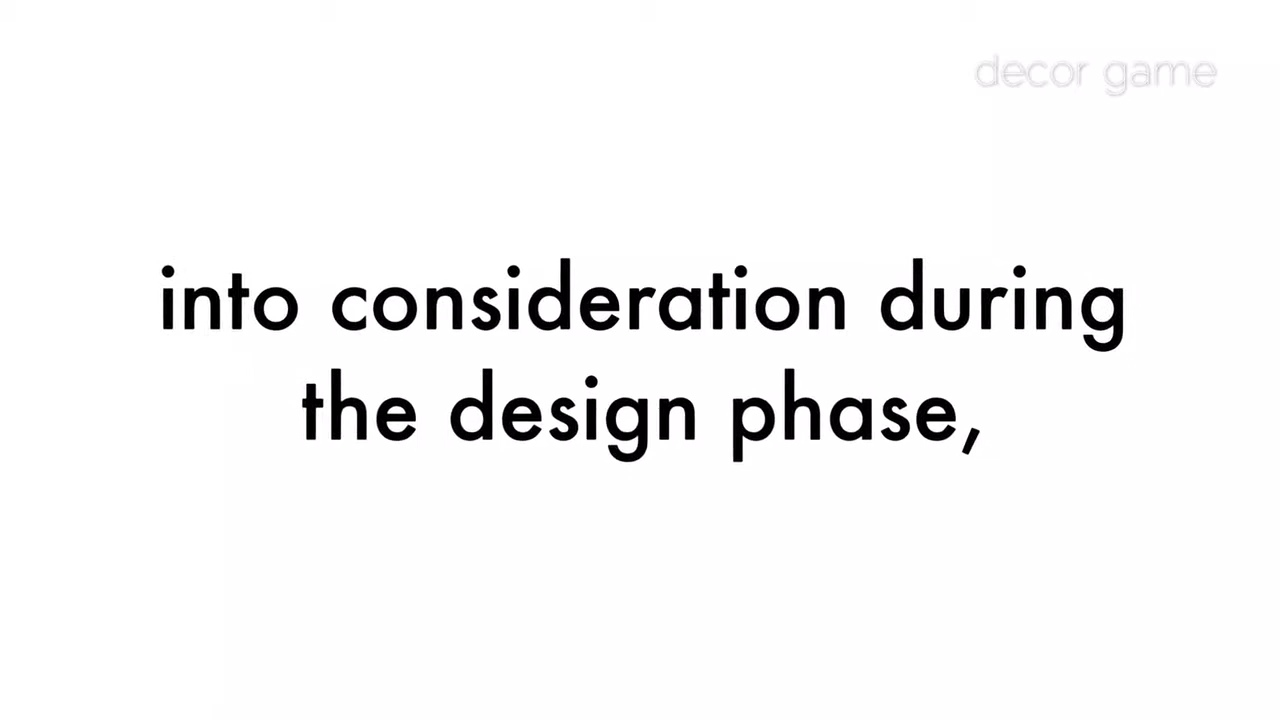 decor game
into consideration during
the design phase,